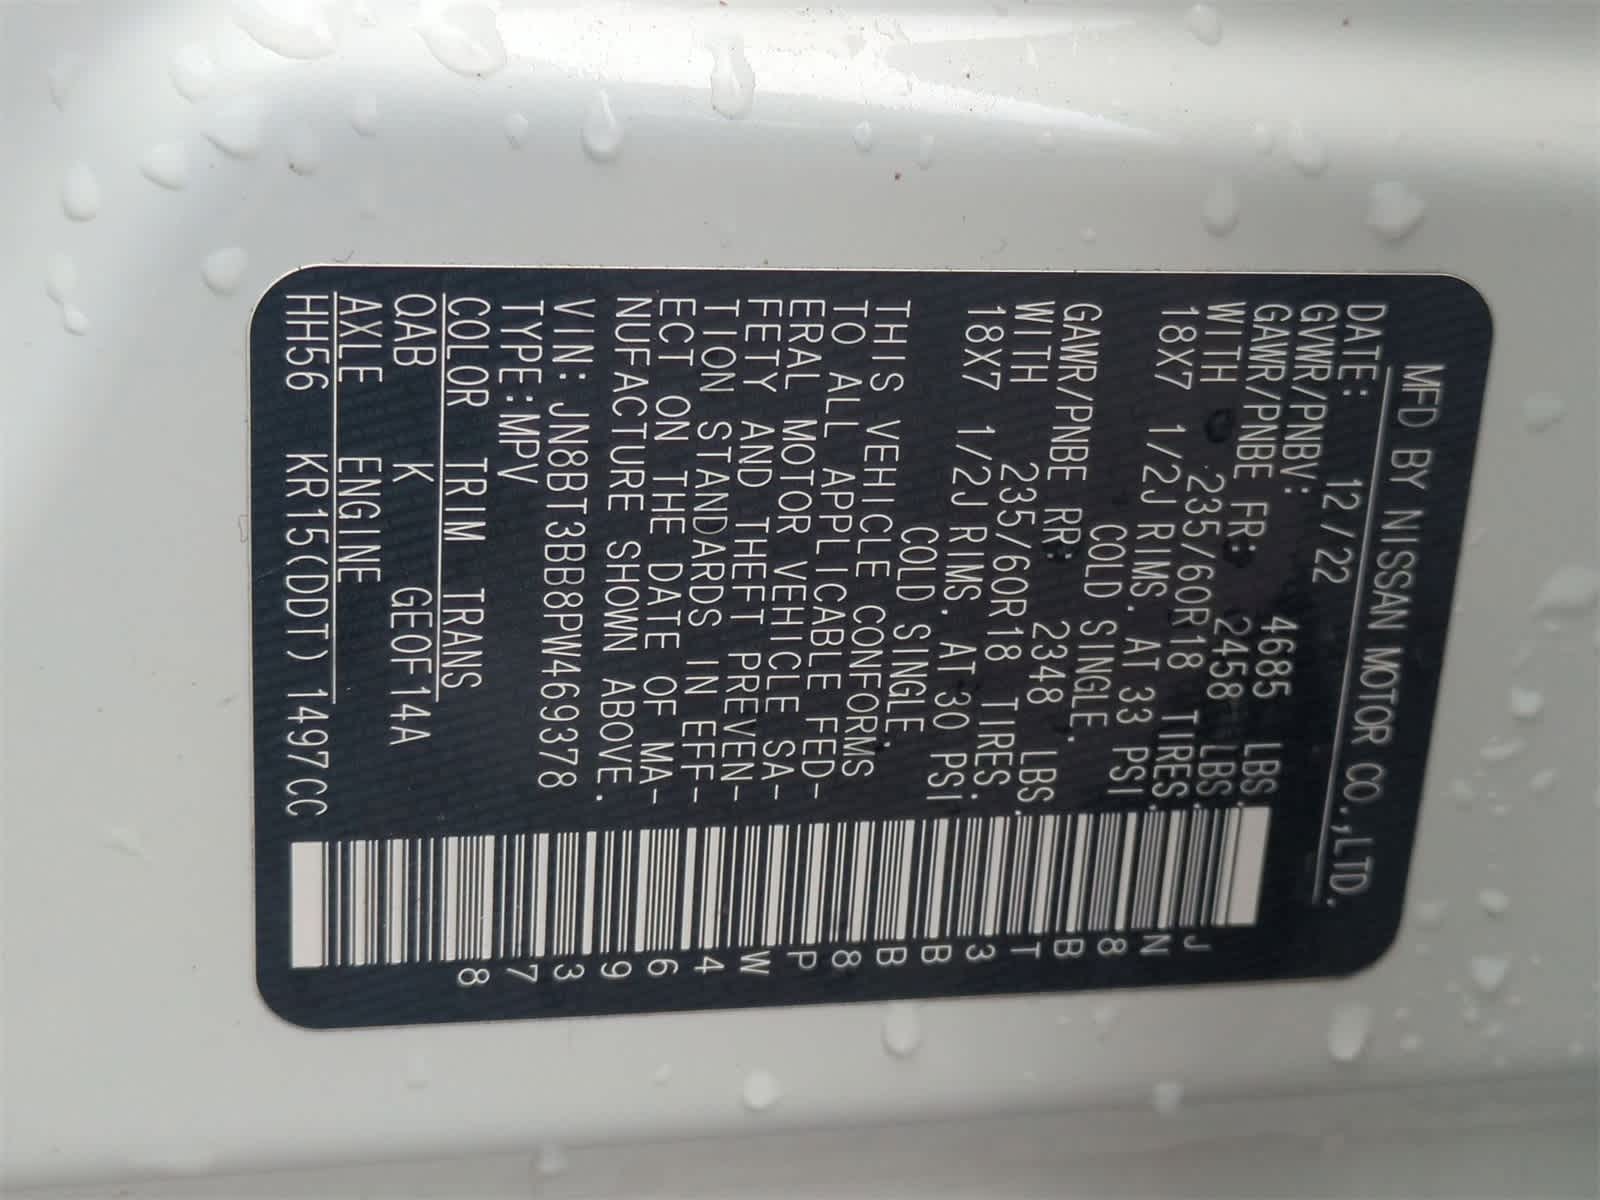 MFD BY NISSAN MOTOR CO.,LTD.
DATE: 12/22
GVWR/PNBV: 4685 LBS.
GAWR/PNBE FR: 2458 LBS.
WITH 235/60R18 TIRES.
18X7 1/2J RIMS. AT 33 PSI
COLD SINGLE.
GAWR/PNBE RR: 2348 LBS.
WITH 235/60R18 TIRES.
18X7 1/2J RIMS. AT 30 PSI
COLD SINGLE.
THIS VEHICLE CONFORMS
TO ALL APPLICABLE FED-
ERAL MOTOR VEHICLE SA-
FETY AND THEFT PREVEN-
TION STANDARDS IN EFF-
ECT ON THE DATE OF MA-
NUFACTURE SHOWN ABOVE.
VIN: JN8BT3BB8PW469378
TYPE:MPV
COLOR TRIM TRANS
QAB K GE0F14A
AXLE ENGINE
HH56 KR15(DDT) 1497CC
JN8BT3BB8PW469378